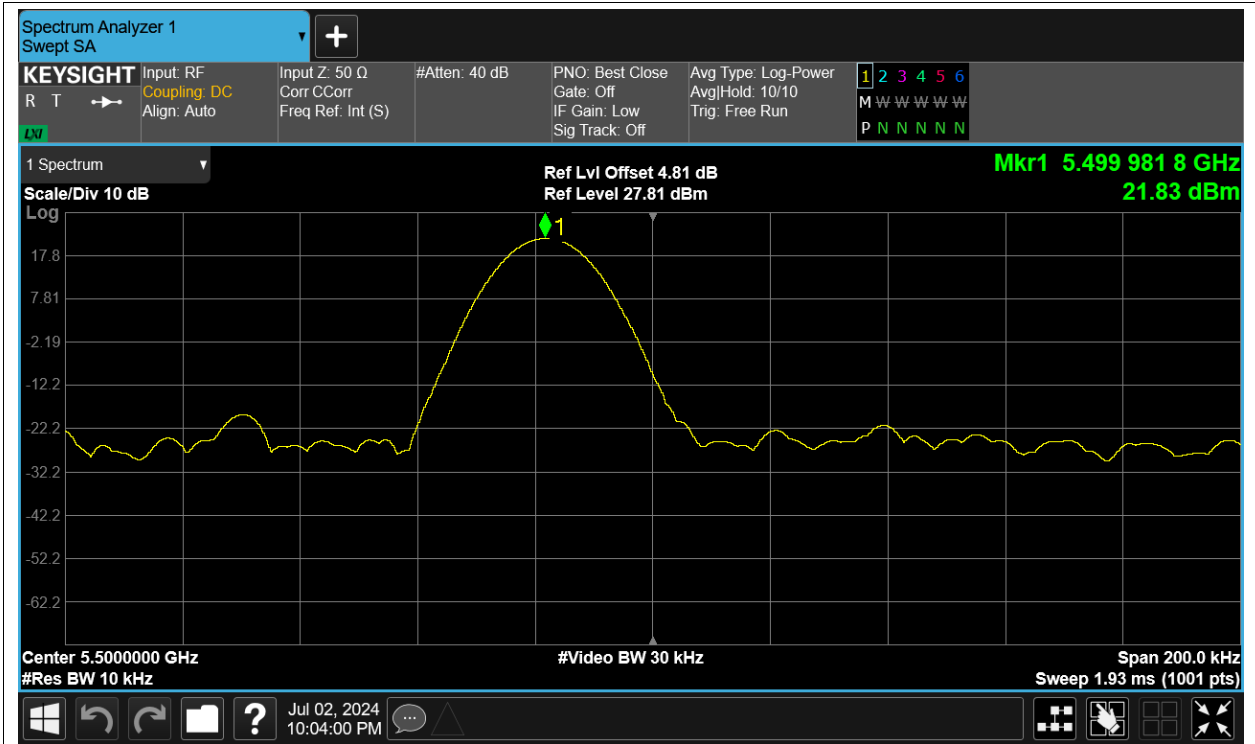 Spectrum Analyzer 1
Swept SA
+
KEYSIGHT
R T
LXI
Input: RF
Coupling: DC
Align: Auto
Input Z: 50 Ω
Corr CCorr
Freq Ref: Int (S)
#Atten: 40 dB
PNO: Best Close
Gate: Off
IF Gain: Low
Sig Track: Off
Avg Type: Log-Power
Avg|Hold: 10/10
Trig: Free Run
1 2 3 4 5 6
M W W W W W
P N N N N N
1 Spectrum
Scale/Div 10 dB
Ref Lvl Offset 4.81 dB
Ref Level 27.81 dBm
Mkr1 5.499 981 8 GHz
21.83 dBm
Log
1
17.8
7.81
-2.19
-12.2
-22.2
-32.2
-42.2
-52.2
-62.2
Center 5.5000000 GHz
#Video BW 30 kHz
Span 200.0 kHz
#Res BW 10 kHz
Sweep 1.93 ms (1001 pts)
?
Jul 02, 2024
10:04:00 PM